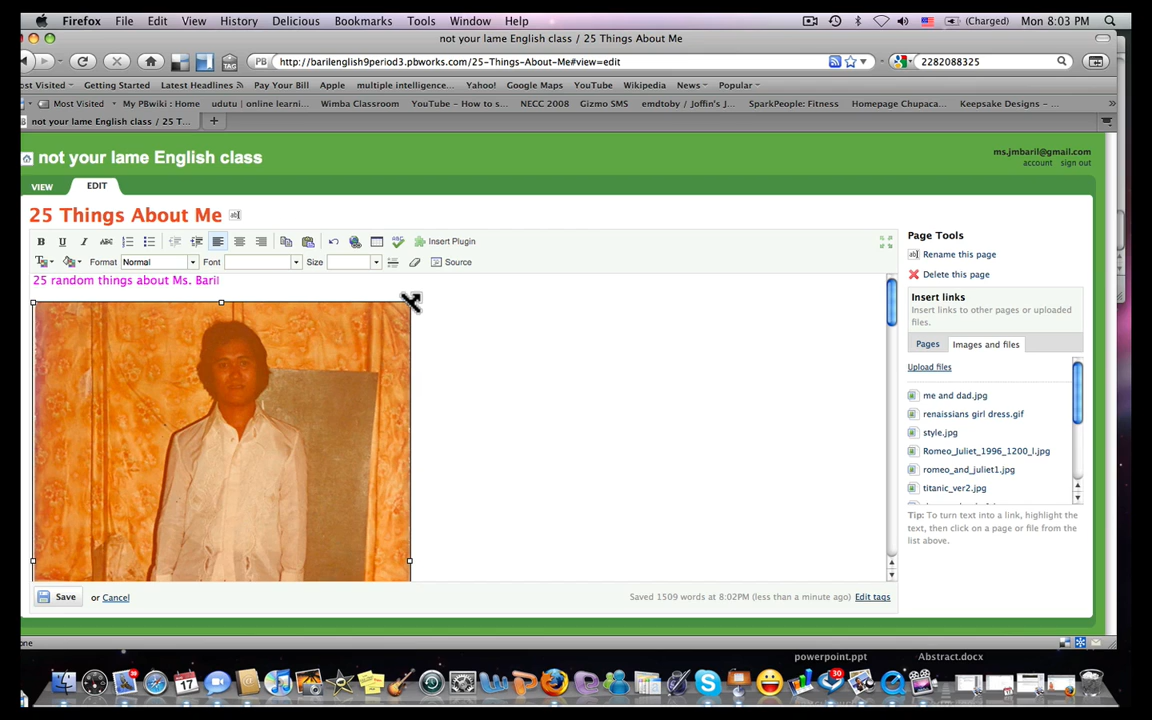 Firefox File Edit View History Delicious Bookmarks Tools Window Help (Charged) Mon 8:03 PM
not your lame English class / 25 Things About Me
PB http://barilenglish9period3.pbworks.com/25-Things-About-Me#view=edit 2282088325
TAG
ost Visited Getting Started Latest Headlines Pay Your Bill Apple multiple intelligence... Yahoo! Google Maps YouTube Wikipedia News Popular
Most Visited My PBwiki : Home udutu | online learni... Wimba Classroom YouTube - How to s... NECC 2008 Gizmo SMS emdtoby / Joffin's J... SparkPeople: Fitness Homepage Chupaca... Keepsake Designs - ... »
not your lame English class / 25 T... +
not your lame English class
ms.jmbaril@gmail.com
account sign out
VIEW EDIT
25 Things About Me
B U I ABC Insert Plugin
Format Normal Font Size Source
25 random things about Ms. Baril
Page Tools
Rename this page
Delete this page
Insert links
Insert links to other pages or uploaded
files.
Pages Images and files
Upload files
me and dad.jpg
renaissians girl dress.gif
style.jpg
Romeo_Juliet_1996_1200_l.jpg
romeo_and_juliet1.jpg
titanic_ver2.jpg
Tip: To turn text into a link, highlight the
text, then click on a page or file from the
list above.
Save or Cancel Saved 1509 words at 8:02PM (less than a minute ago) Edit tags
one
powerpoint.ppt Abstract.docx
17 30